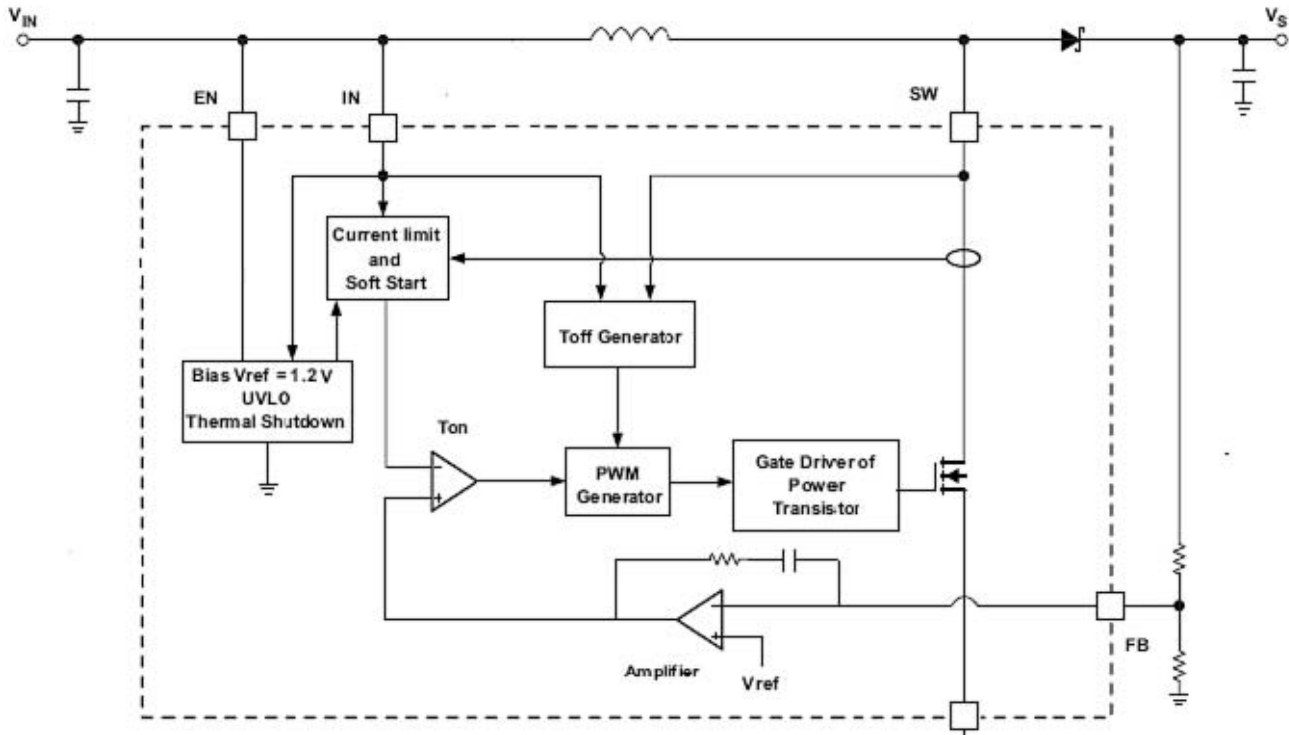 VIN
VS
EN
IN
SW
Current limit
and
Soft Start
Toff Generator
Bias Vref = 1.2 V
UVLO
Thermal Shutdown
Ton
PWM
Generator
Gate Driver of
Power
Transistor
Amplifier
Vref
FB